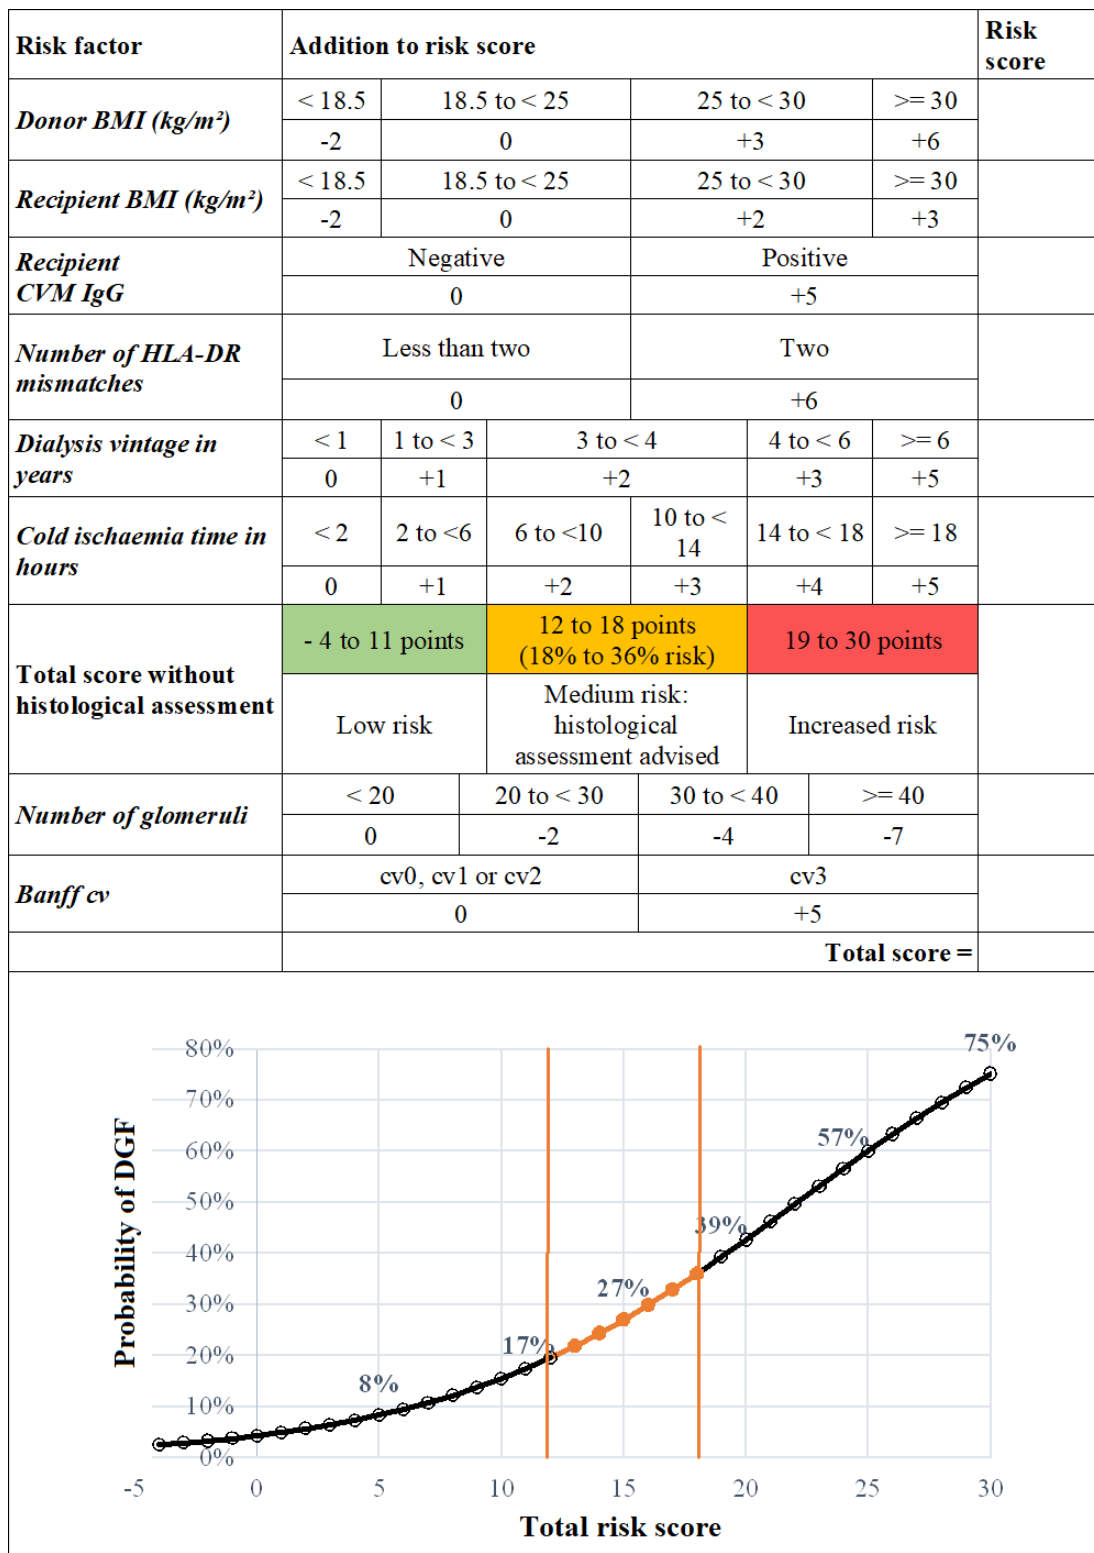 Risk factor Addition to risk score Risk
score
Donor BMI (kg/m²) < 18.5 18.5 to < 25 25 to < 30 >= 30
-2 0 +3 +6
Recipient BMI (kg/m²) < 18.5 18.5 to < 25 25 to < 30 >= 30
-2 0 +2 +3
Recipient
CVM IgG
Negative Positive
0 +5
Number of HLA-DR
mismatches
Less than two Two
0 +6
Dialysis vintage in
years
< 1 1 to < 3 3 to < 4 4 to < 6 >= 6
0 +1 +2 +3 +5
Cold ischaemia time in
hours
< 2 2 to <6 6 to <10 10 to <
14 14 to < 18 >= 18
0 +1 +2 +3 +4 +5
Total score without
histological assessment
- 4 to 11 points
12 to 18 points
(18% to 36% risk)
19 to 30 points
Low risk
Medium risk:
histological
assessment advised
Increased risk
Number of glomeruli
< 20 20 to < 30 30 to < 40 >= 40
0 -2 -4 -7
Banff cv
cv0, cv1 or cv2 cv3
0 +5
Total score =
Probability of DGF
80%
70%
60%
50%
40%
30%
20%
10%
0%
8%
17%
27%
39%
57%
75%
-5 0 5 10 15 20 25 30
Total risk score